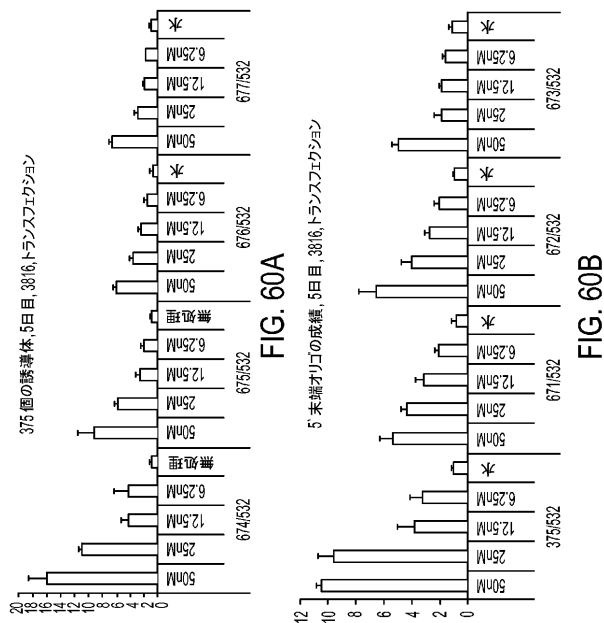 375 個の誘導体, 5日目, 3816, トランスフェクション
20
18
16
14
12
10
8
6
4
2
0
50nM
25nM
12.5nM
6.25nM
無処理
50nM
25nM
12.5nM
6.25nM
無処理
50nM
25nM
12.5nM
6.25nM
水
50nM
25nM
12.5nM
6.25nM
水
674/532
675/532
676/532
677/532
FIG. 60A
5' 末端オリゴの成績, 5日目, 3816, トランスフェクション
12
10
8
6
4
2
0
50nM
25nM
12.5nM
6.25nM
水
50nM
25nM
12.5nM
6.25nM
水
50nM
25nM
12.5nM
6.25nM
水
50nM
25nM
12.5nM
6.25nM
水
375/532
671/532
672/532
673/532
FIG. 60B